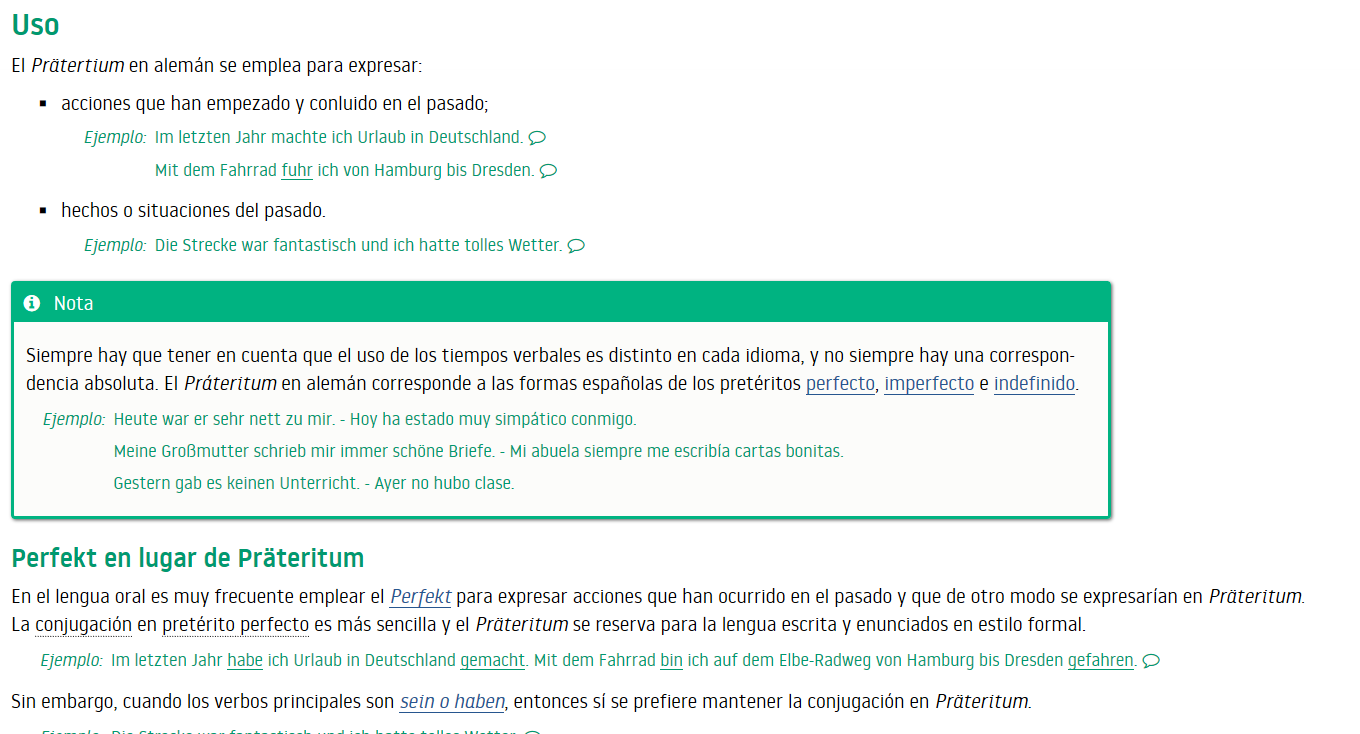 Uso
El Prätertium en alemán se emplea para expresar:
acciones que han empezado y conluido en el pasado;
Ejemplo: Im letzten Jahr machte ich Urlaub in Deutschland.
Mit dem Fahrrad fuhr ich von Hamburg bis Dresden.
hechos o situaciones del pasado.
Ejemplo: Die Strecke war fantastisch und ich hatte tolles Wetter.
Nota
Siempre hay que tener en cuenta que el uso de los tiempos verbales es distinto en cada idioma, y no siempre hay una correspon-
dencia absoluta. El Práteritum en alemán corresponde a las formas españolas de los pretéritos perfecto, imperfecto e indefinido.
Ejemplo: Heute war er sehr nett zu mir. - Hoy ha estado muy simpático conmigo.
Meine Großmutter schrieb mir immer schöne Briefe. - Mi abuela siempre me escribía cartas bonitas.
Gestern gab es keinen Unterricht. - Ayer no hubo clase.
Perfekt en lugar de Präteritum
En el lengua oral es muy frecuente emplear el Perfekt para expresar acciones que han ocurrido en el pasado y que de otro modo se expresarían en Präteritum.
La conjugación en pretérito perfecto es más sencilla y el Präteritum se reserva para la lengua escrita y enunciados en estilo formal.
Ejemplo: Im letzten Jahr habe ich Urlaub in Deutschland gemacht. Mit dem Fahrrad bin ich auf dem Elbe-Radweg von Hamburg bis Dresden gefahren.
Sin embargo, cuando los verbos principales son sein o haben, entonces sí se prefiere mantener la conjugación en Präteritum.
Ejemplo: Die Strecke war fantastisch und ich hatte tolles Wetter.